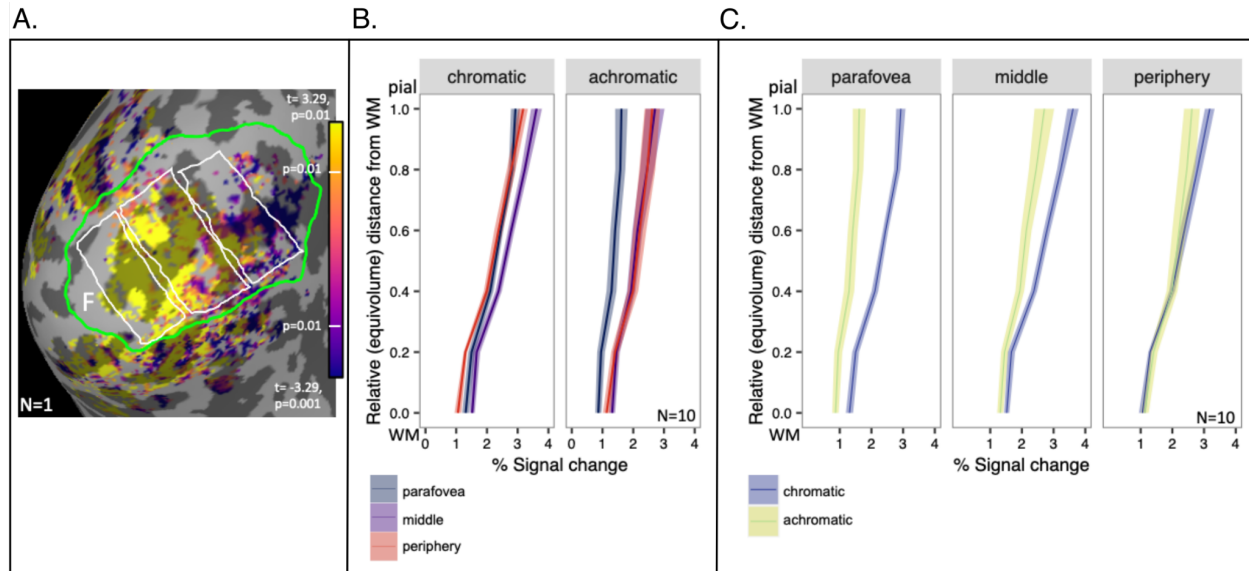 A.
B.
C.
t= 3.29,
p=0.01
p=0.01
F
p=0.01
t= -3.29,
p=0.001
N=1
chromatic
achromatic
pial
1.0
0.8
0.6
0.4
0.2
0.0
WM
Relative (equivolume) distance from WM
N=10
0 1 2 3 4 0 1 2 3 4
% Signal change
parafovea
middle
periphery
parafovea
middle
periphery
pial
1.0
0.8
0.6
0.4
0.2
0.0
WM
Relative (equivolume) distance from WM
N=10
1 2 3 4 1 2 3 4 1 2 3 4
% Signal change
chromatic
achromatic